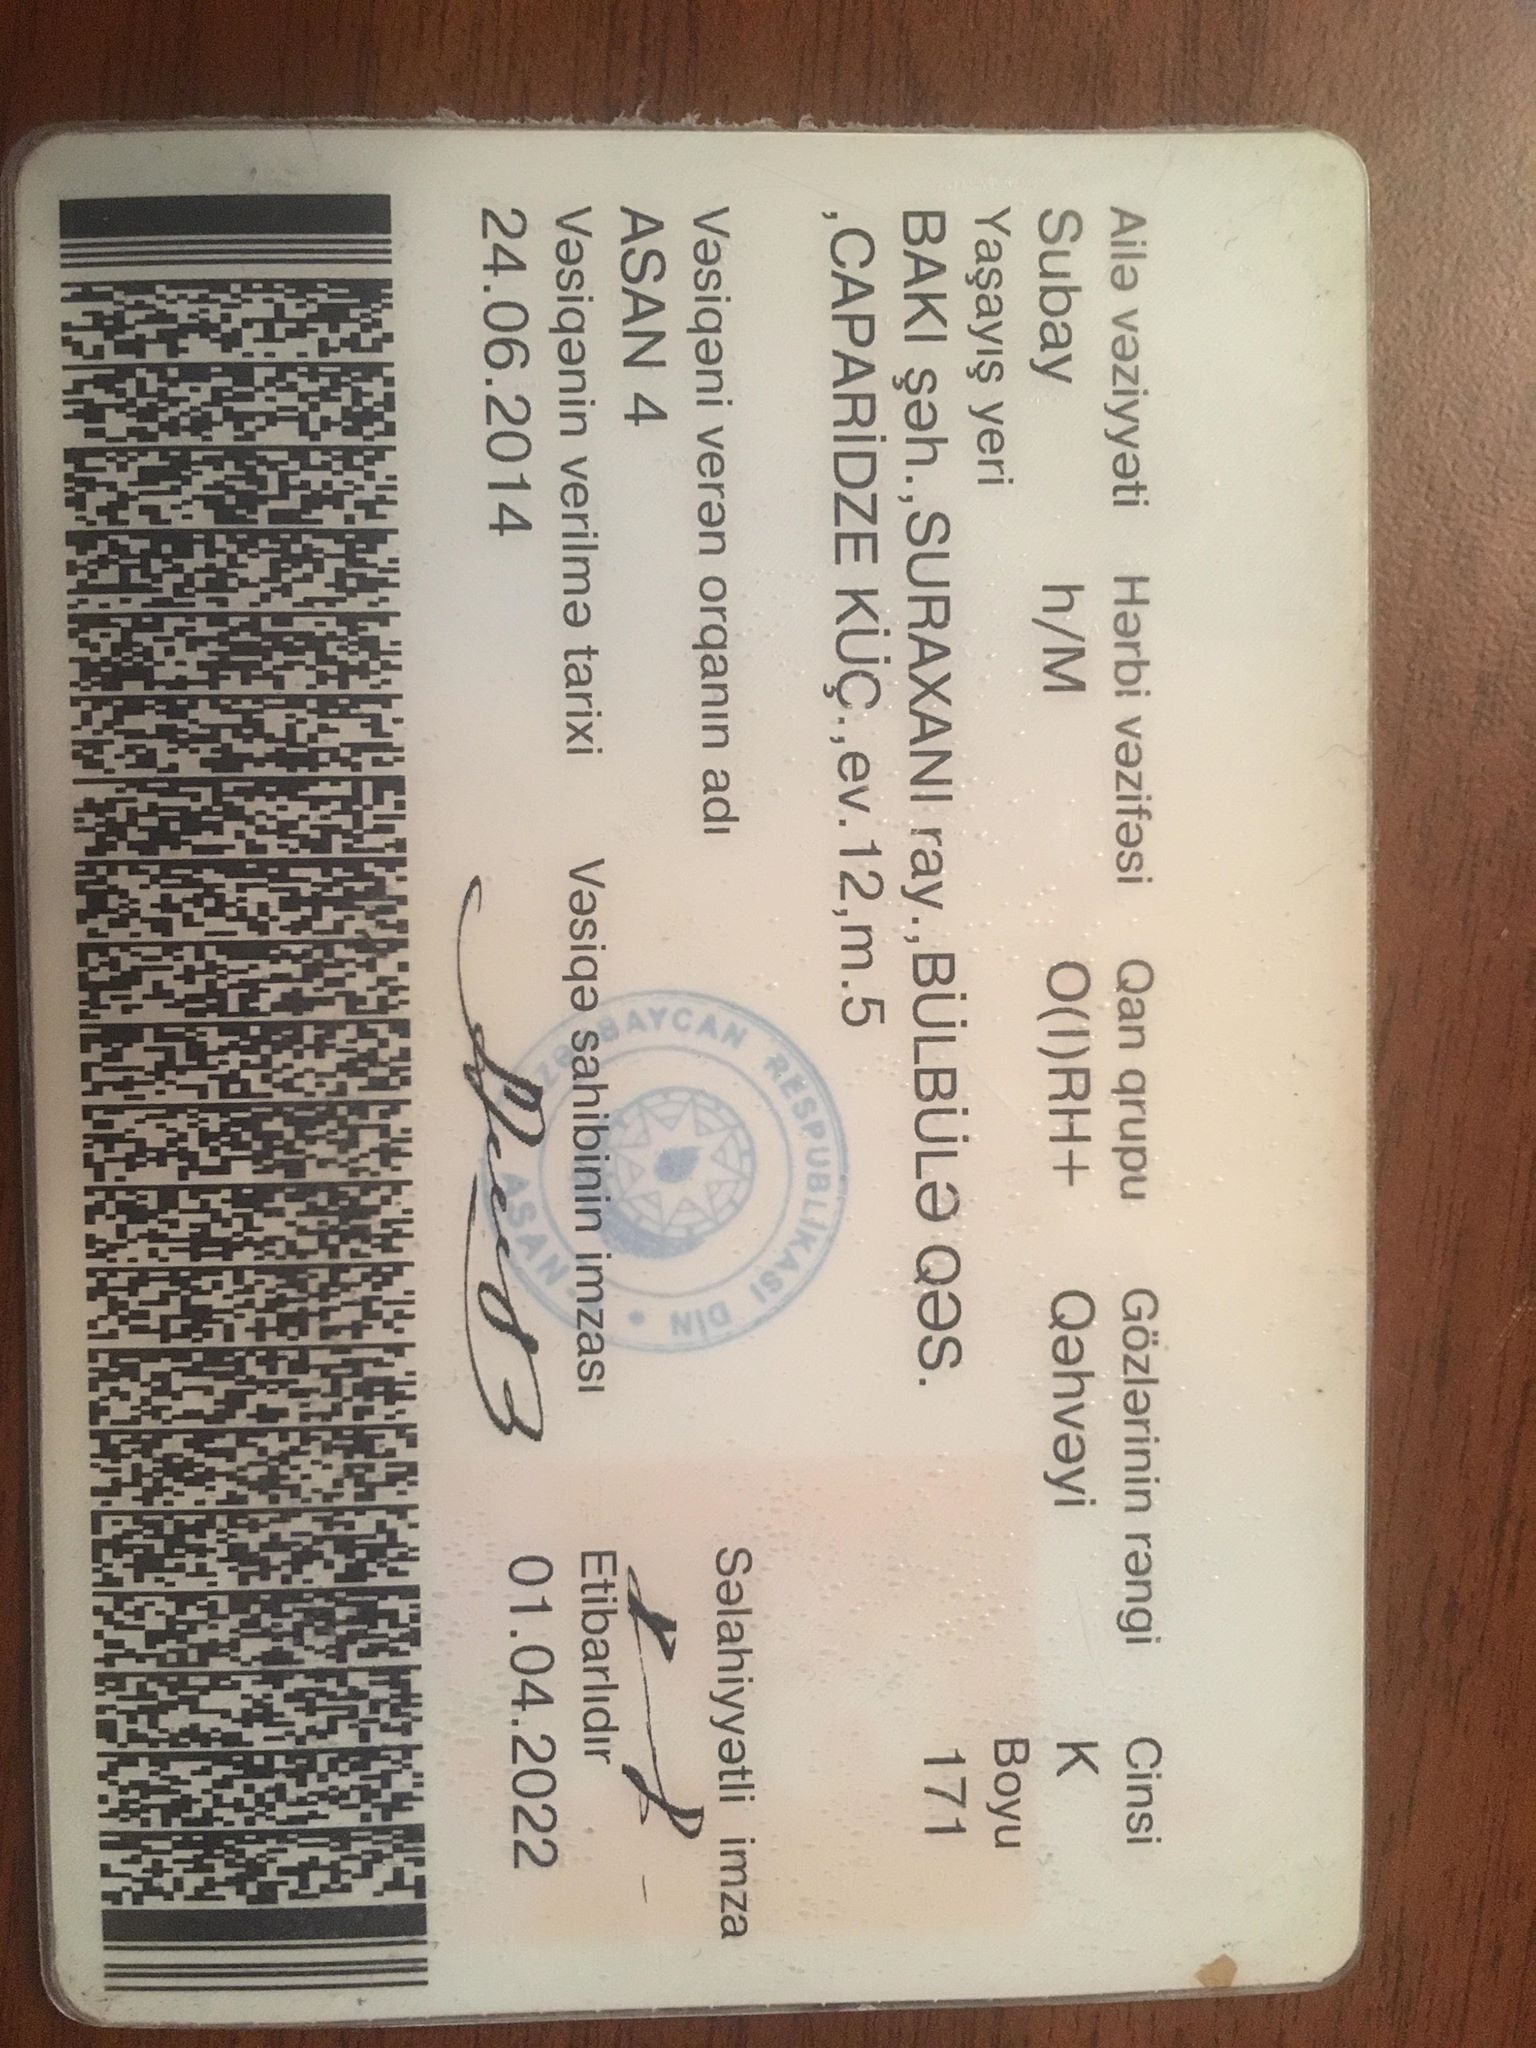 Ailə vəziyyəti Hərbi vəzifəsi Qan qrupu Gözlərinin rəngi Cinsi
Subay h/M O(I)RH+ Qəhvəyi K
Yaşayış yeri Boyu
BAKI şəh.,SURAXANI ray.,BÜLBÜLƏ QƏS. 171
,CAPARİDZE KÜÇ.,ev.12,m.5
Vəsiqəni verən orqanın adı Səlahiyyətli imza
ASAN 4
Vəsiqənin verilmə tarixi Vəsiqə sahibinin imzası Etibarlıdır
24.06.2014 01.04.2022
AZƏRBAYCAN RESPUBLİKASI DİN
ASAN